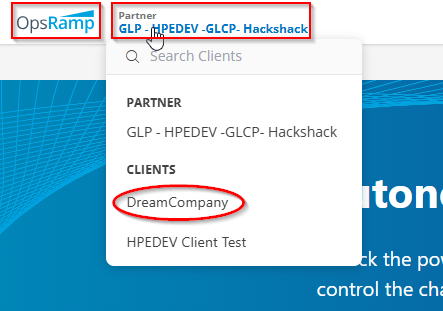 OpsRamp
Partner
GLP - HPEDEV -GLCP- Hackshack
Search Clients
PARTNER
GLP - HPEDEV -GLCP- Hackshack
CLIENTS
DreamCompany
HPEDEV Client Test
utono
ck the pow
control the cha